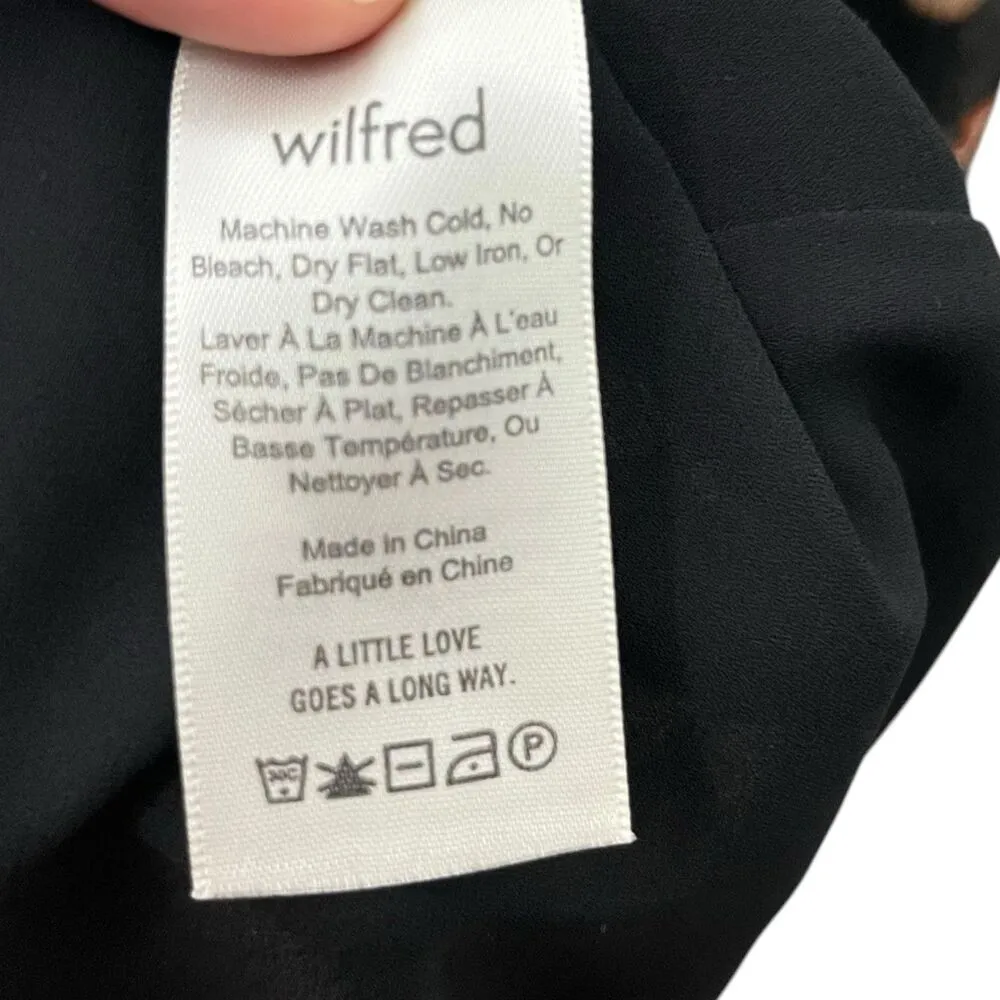 wilfred
Machine Wash Cold, No
Bleach, Dry Flat, Low Iron, Or
Dry Clean.
Laver À La Machine À L'eau
Froide, Pas De Blanchiment,
Sécher À Plat, Repasser À
Basse Température, Ou
Nettoyer À Sec.
Made in China
Fabriqué en Chine
A LITTLE LOVE
GOES A LONG WAY.
30C P